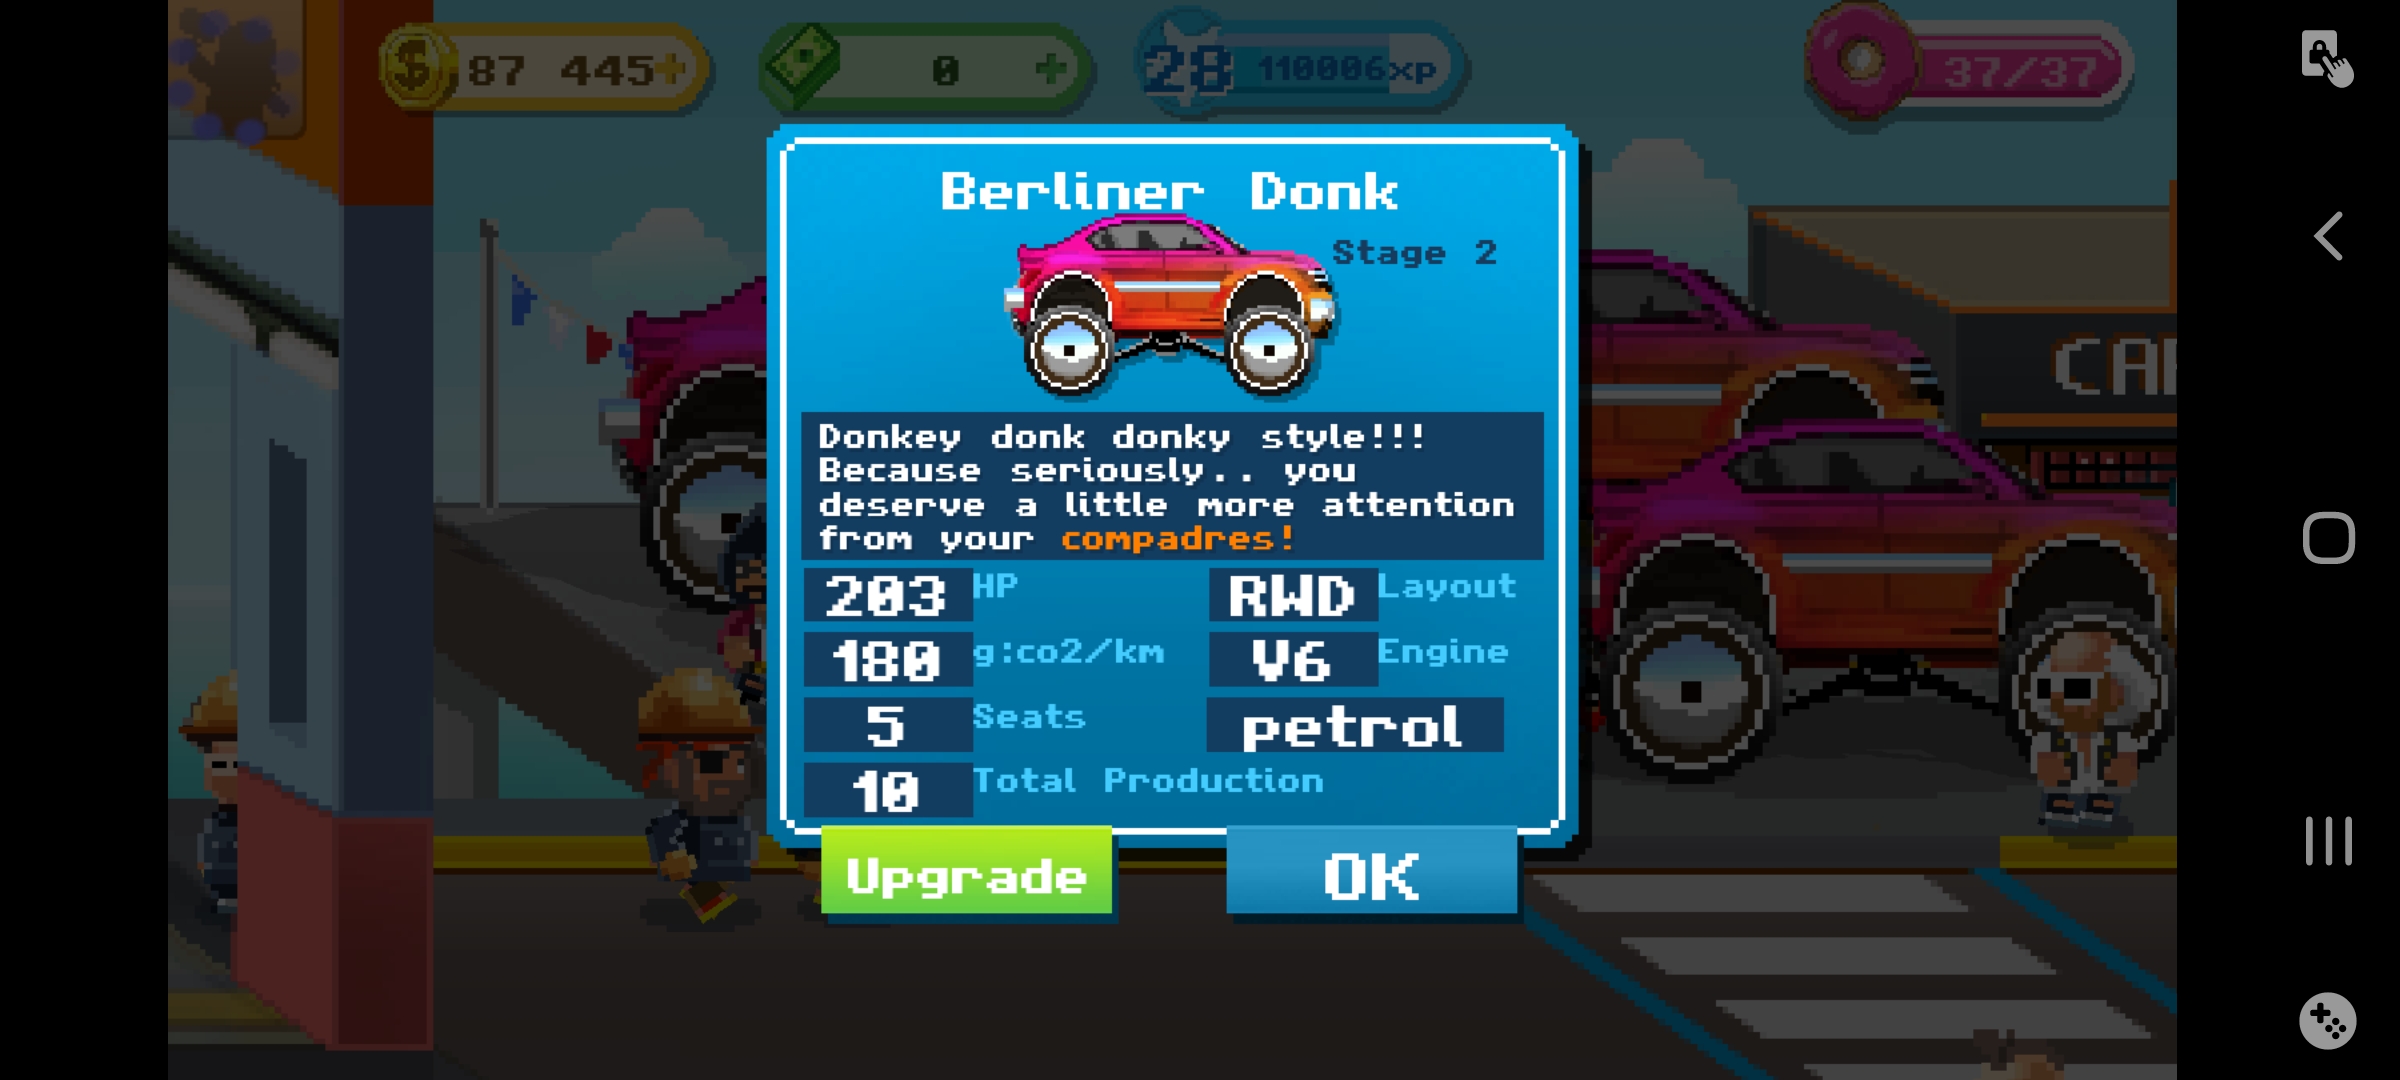 87 445+
0 +
28 110006xp
37/37
Berliner Donk
Stage 2
Donkey donk donky style!!!
Because seriously.. you
deserve a little more attention
from your compadres!
203 HP
RWD Layout
180 g:co2/km
V6 Engine
5 Seats
petrol
10 Total Production
Upgrade
OK